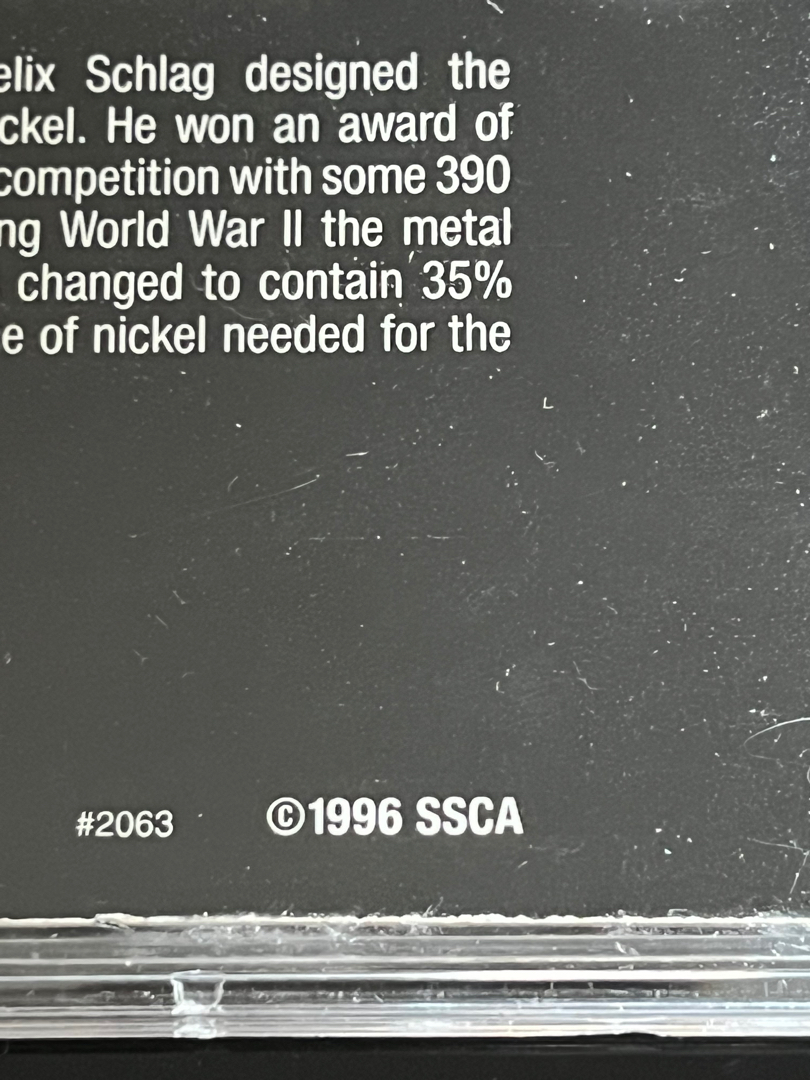 elix Schlag designed the
ckel. He won an award of
competition with some 390
ng World War II the metal
changed to contain 35%
e of nickel needed for the
#2063 ©1996 SSCA